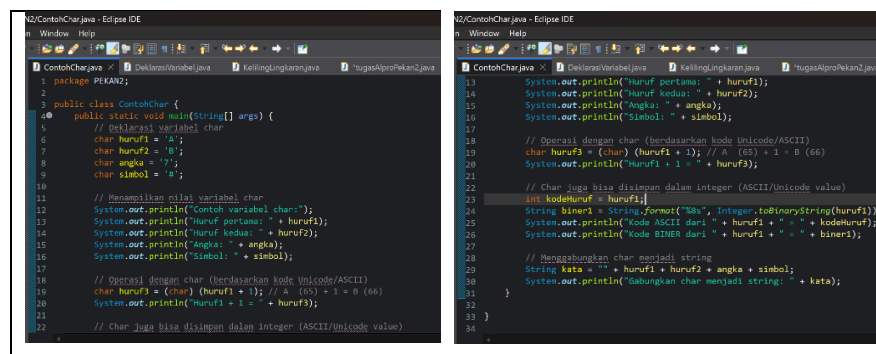 N2/ContohChar.java - Eclipse IDE
n Window Help
ContohChar.java × DeklarasiVariabel.java KelilingLingkaran.java *tugasAlproPekan2.java
1 package PEKAN2;
2
3 public class ContohChar {
4 public static void main(String[] args) {
5 // Deklarasi variabel char
6 char huruf1 = 'A';
7 char huruf2 = 'B';
8 char angka = '7';
9 char simbol = '#';
10
11 // Menampilkan nilai variabel char
12 System.out.println("Contoh variabel char:");
13 System.out.println("Huruf pertama: " + huruf1);
14 System.out.println("Huruf kedua: " + huruf2);
15 System.out.println("Angka: " + angka);
16 System.out.println("Simbol: " + simbol);
17
18 // Operasi dengan char (berdasarkan kode Unicode/ASCII)
19 char huruf3 = (char) (huruf1 + 1); // A (65) + 1 = B (66)
20 System.out.println("Huruf1 + 1 = " + huruf3);
21
22 // Char juga bisa disimpan dalam integer (ASCII/Unicode value)
N2/ContohChar.java - Eclipse IDE
n Window Help
ContohChar.java × DeklarasiVariabel.java KelilingLingkaran.java *tugasAlproPekan2.java
13 System.out.println("Huruf pertama: " + huruf1);
14 System.out.println("Huruf kedua: " + huruf2);
15 System.out.println("Angka: " + angka);
16 System.out.println("Simbol: " + simbol);
17
18 // Operasi dengan char (berdasarkan kode Unicode/ASCII)
19 char huruf3 = (char) (huruf1 + 1); // A (65) + 1 = B (66)
20 System.out.println("Huruf1 + 1 = " + huruf3);
21
22 // Char juga bisa disimpan dalam integer (ASCII/Unicode value)
23 int kodeHuruf = huruf1;
24 String biner1 = String.format("%8s", Integer.toBinaryString(huruf1))
25 System.out.println("Kode ASCII dari " + huruf1 + " = " + kodeHuruf);
26 System.out.println("Kode BINER dari " + huruf1 + " = " + biner1);
27
28 // Menggabungkan char menjadi string
29 String kata = "" + huruf1 + huruf2 + angka + simbol;
30 System.out.println("Gabungkan char menjadi string: " + kata);
31 }
32
33 }
34